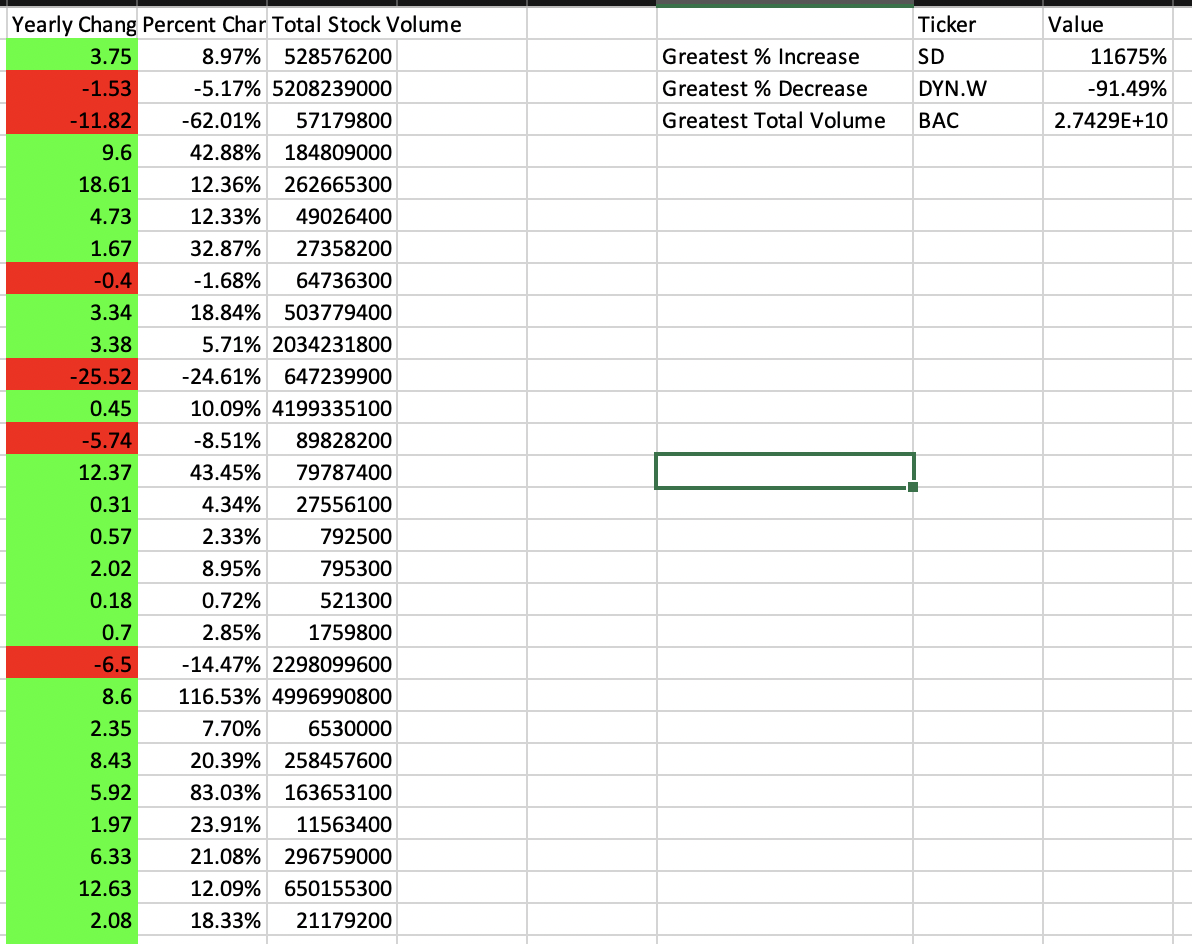 Yearly Chang Percent Char Total Stock Volume Ticker Value
3.75 8.97% 528576200 Greatest % Increase SD 11675%
-1.53 -5.17% 5208239000 Greatest % Decrease DYN.W -91.49%
-11.82 -62.01% 57179800 Greatest Total Volume BAC 2.7429E+10
9.6 42.88% 184809000
18.61 12.36% 262665300
4.73 12.33% 49026400
1.67 32.87% 27358200
-0.4 -1.68% 64736300
3.34 18.84% 503779400
3.38 5.71% 2034231800
-25.52 -24.61% 647239900
0.45 10.09% 4199335100
-5.74 -8.51% 89828200
12.37 43.45% 79787400
0.31 4.34% 27556100
0.57 2.33% 792500
2.02 8.95% 795300
0.18 0.72% 521300
0.7 2.85% 1759800
-6.5 -14.47% 2298099600
8.6 116.53% 4996990800
2.35 7.70% 6530000
8.43 20.39% 258457600
5.92 83.03% 163653100
1.97 23.91% 11563400
6.33 21.08% 296759000
12.63 12.09% 650155300
2.08 18.33% 21179200